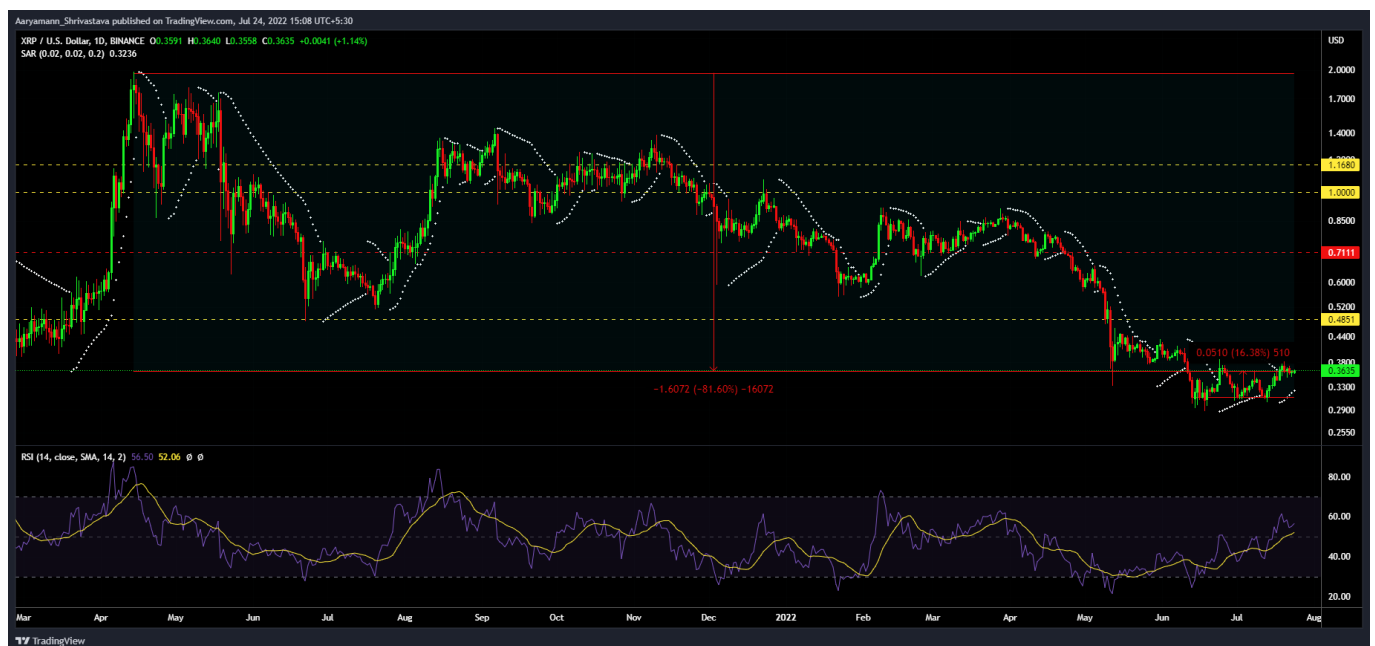 Aaryamann_Shrivastava published on TradingView.com, Jul 24, 2022 15:08 UTC+5:30
XRP / U.S. Dollar, 1D, BINANCE O0.3591 H0.3640 L0.3558 C0.3635 +0.0041 (+1.14%)
SAR (0.02, 0.02, 0.2) 0.3236
USD
2.0000
1.7000
1.4000
1.1680
1.0000
0.8500
0.7111
0.6000
0.5200
0.4851
0.4400
0.0510 (16.38%) 510
0.3800
0.3635
−1.6072 (−81.60%) −16072
0.3300
0.2900
0.2550
RSI (14, close, SMA, 14, 2) 56.50 52.06 Ø Ø
80.00
60.00
40.00
20.00
Mar Apr May Jun Jul Aug Sep Oct Nov Dec 2022 Feb Mar Apr May Jun Jul Aug
TradingView